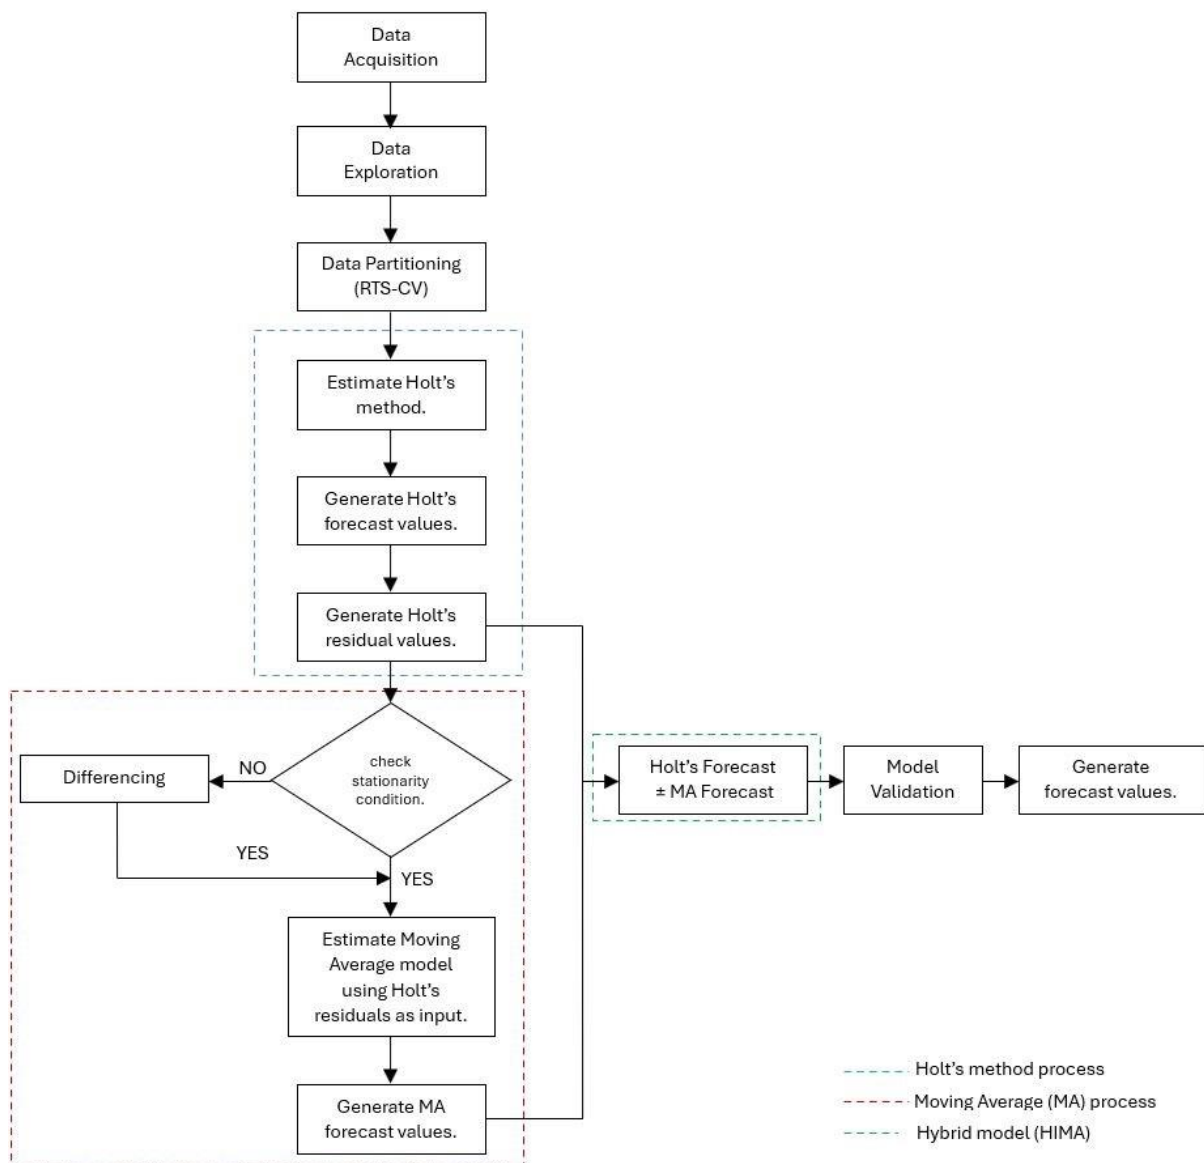 Data
Acquisition
Data
Exploration
Data Partitioning
(RTS-CV)
Estimate Holt's
method.
Generate Holt's
forecast values.
Generate Holt's
residual values.
check
stationarity
condition.
NO
Differencing
YES
YES
Estimate Moving
Average model
using Holt's
residuals as input.
Generate MA
forecast values.
Holt's Forecast
± MA Forecast
Model
Validation
Generate
forecast values.
Holt's method process
Moving Average (MA) process
Hybrid model (HIMA)